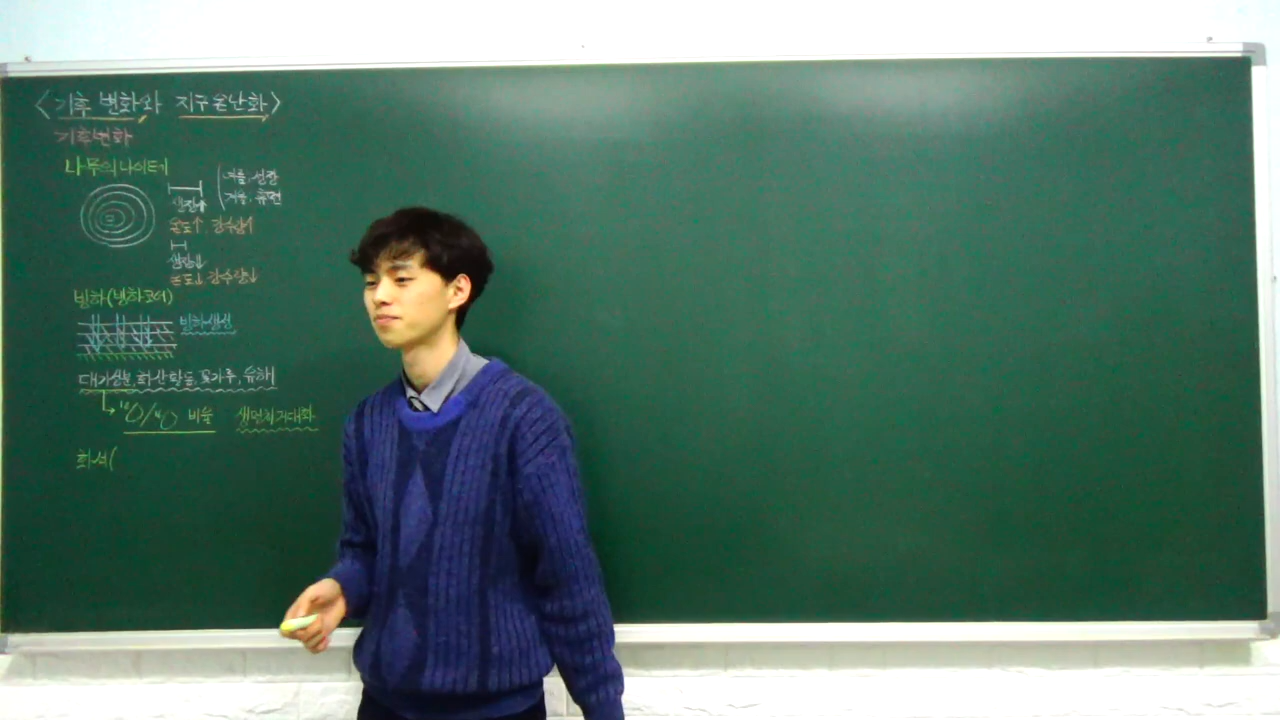 <기후 변화와 지구온난화>
기후변화
나무의 나이테
여름, 성장
겨울, 휴면
생장↑
온도↑ 강수량↑
생장↓
온도↓ 강수량↓
빙하(빙하코어)
빙하생성
대기성분, 화산활동, 꽃가루, 유해
¹⁸O/¹⁶O 비율
화석(